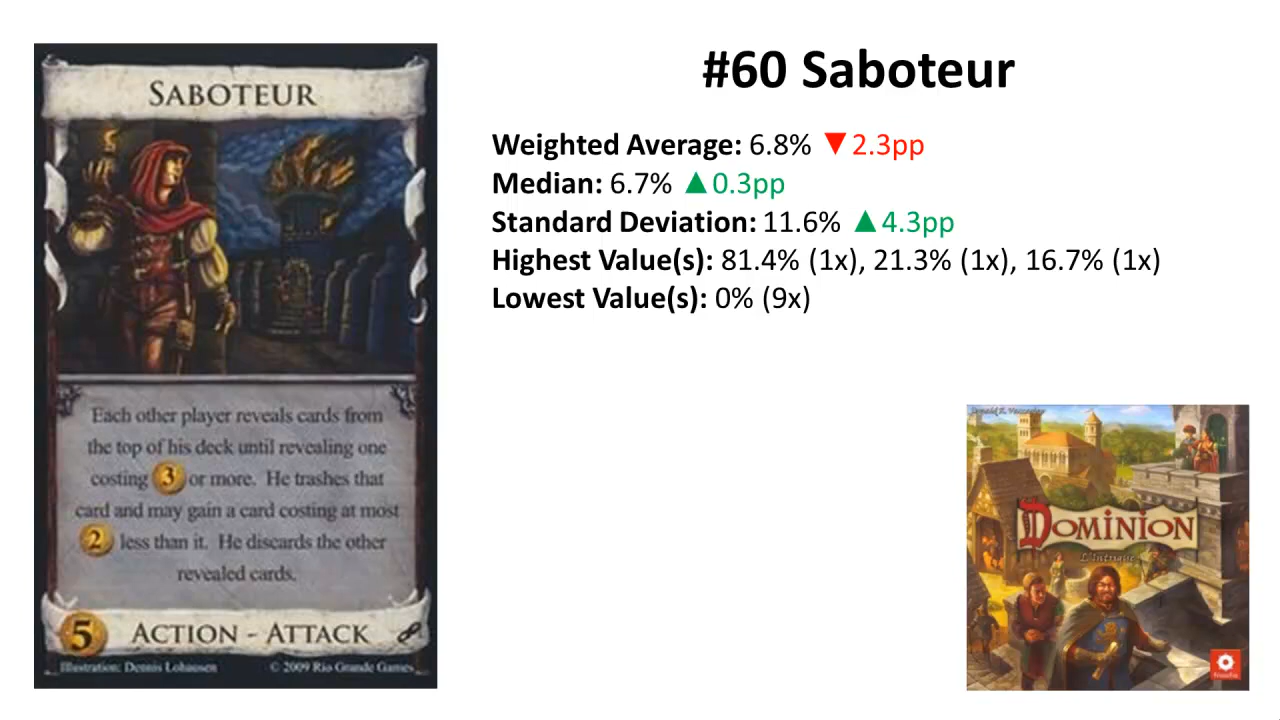 SABOTEUR
Each other player reveals cards from
the top of his deck until revealing one
costing 3 or more. He trashes that
card and may gain a card costing at most
2 less than it. He discards the other
revealed cards.
5 ACTION - ATTACK
Illustration: Dennis Lohausen © 2009 Rio Grande Games
#60 Saboteur
Weighted Average: 6.8% ▼2.3pp
Median: 6.7% ▲0.3pp
Standard Deviation: 11.6% ▲4.3pp
Highest Value(s): 81.4% (1x), 21.3% (1x), 16.7% (1x)
Lowest Value(s): 0% (9x)
Donald X. Vaccarino
DOMINION
L'Intrigue
filosofia